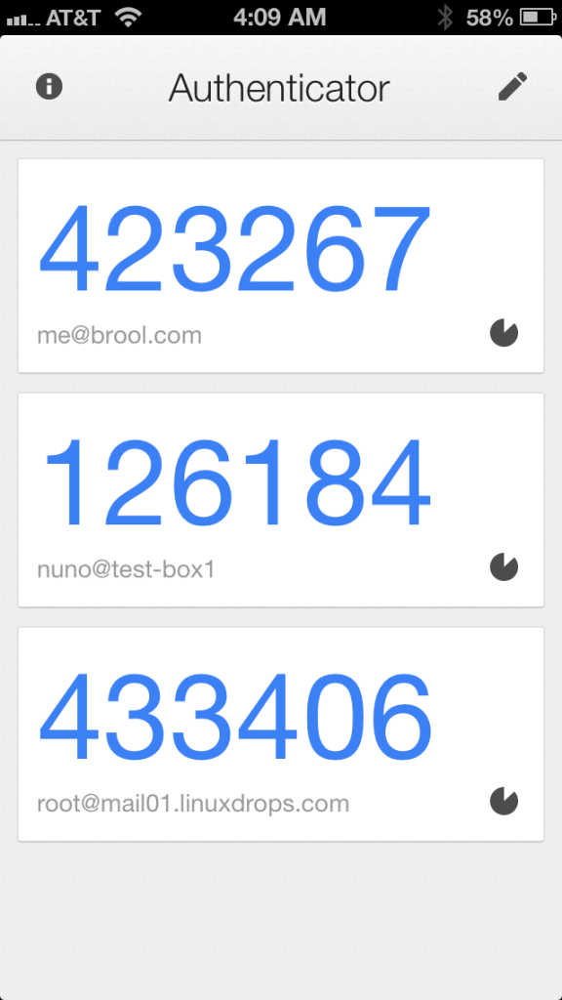 AT&T 4:09 AM 58%
Authenticator
423267
me@brool.com
126184
nuno@test-box1
433406
root@mail01.linuxdrops.com